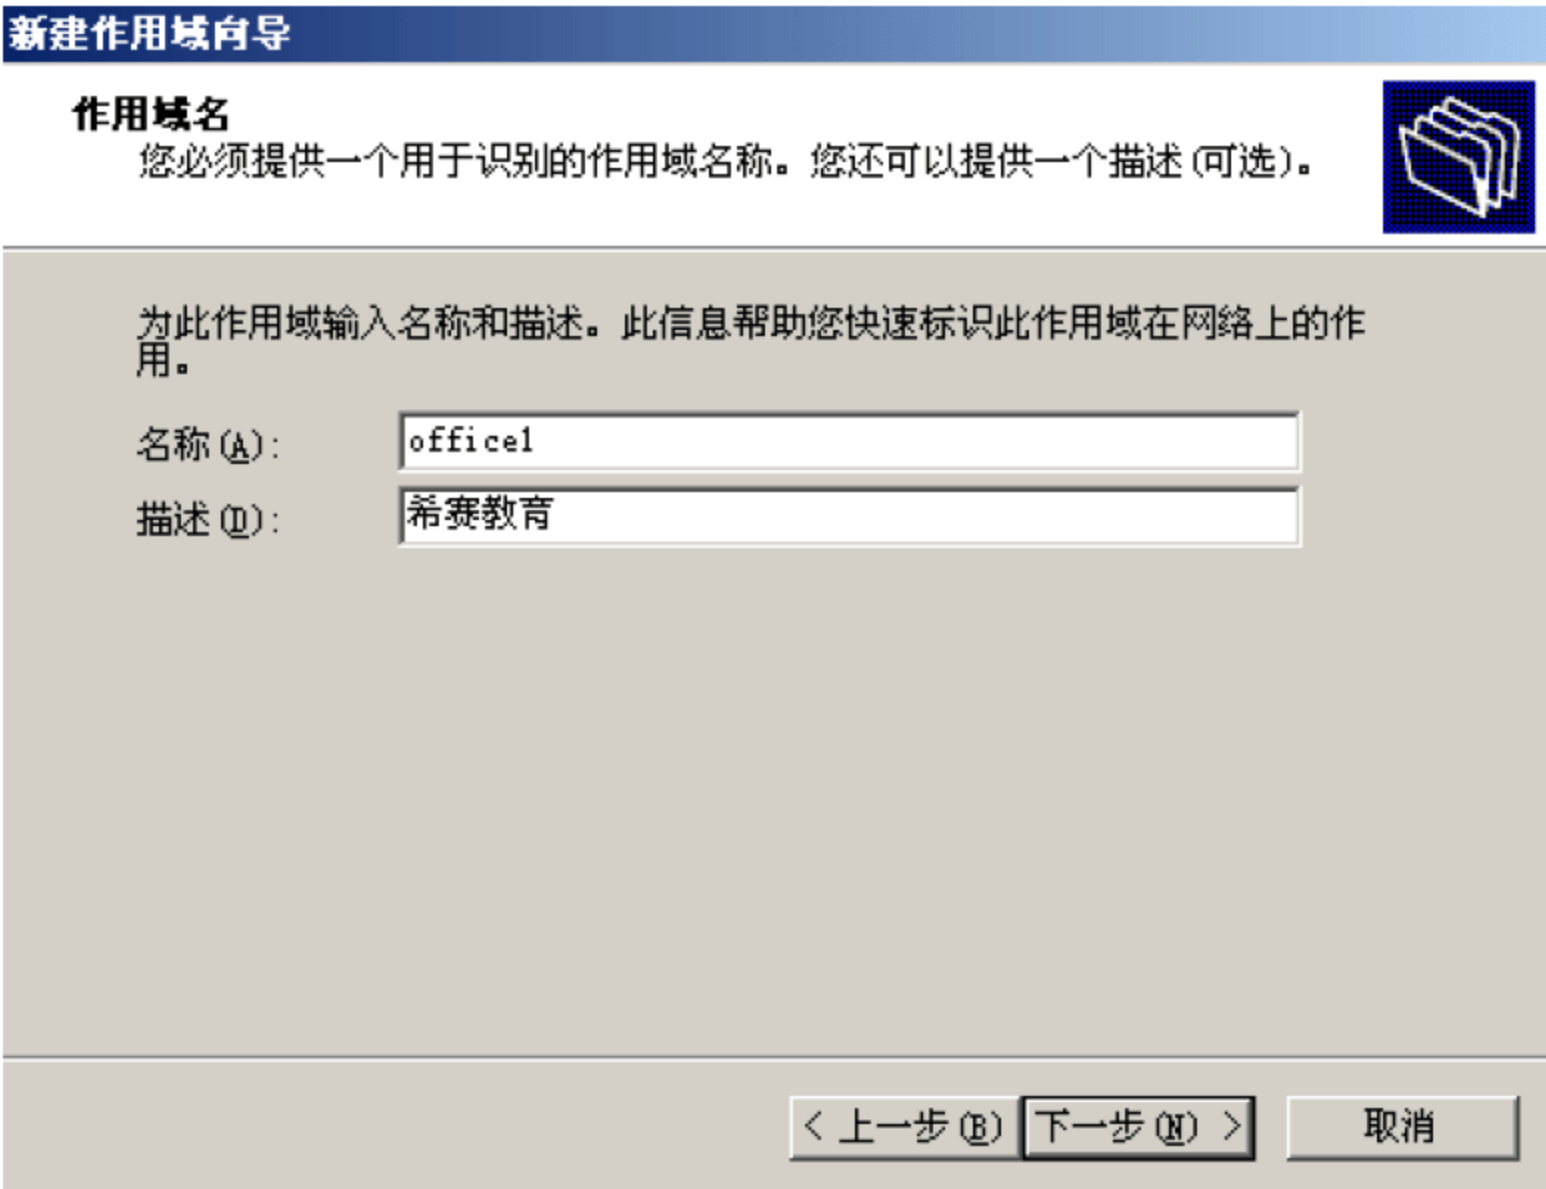 新建作用域向导
作用域名
您必须提供一个用于识别的作用域名称。您还可以提供一个描述(可选)。
为此作用域输入名称和描述。此信息帮助您快速标识此作用域在网络上的作
用。
名称(A):
office1
描述(D):
希赛教育
< 上一步(B)
下一步(N) >
取消